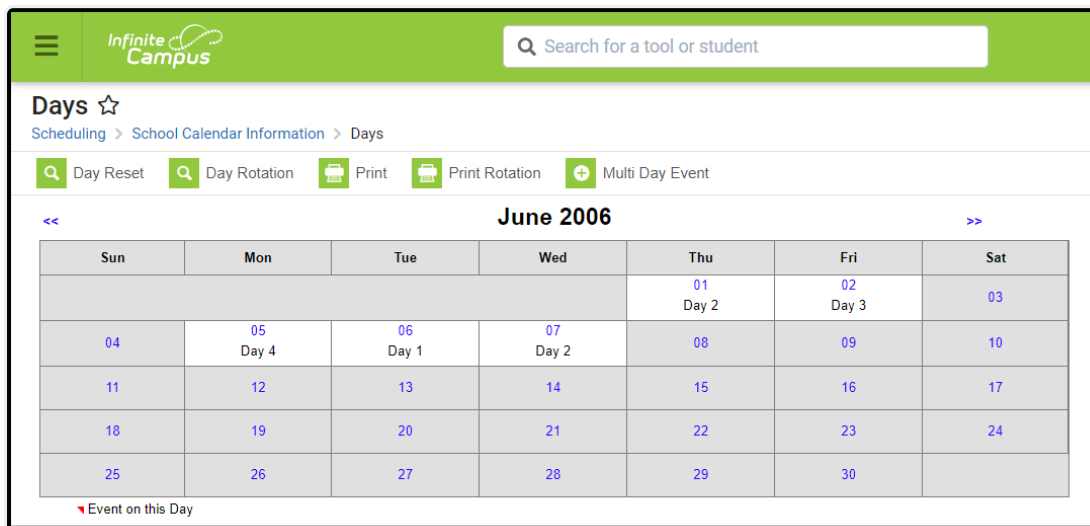 Infinite
Campus
Search for a tool or student
Days
Scheduling > School Calendar Information > Days
Day Reset Day Rotation Print Print Rotation Multi Day Event
<< June 2006 >>
Sun Mon Tue Wed Thu Fri Sat
01 02 03
Day 2 Day 3
04 05 06 07 08 09 10
Day 4 Day 1 Day 2
11 12 13 14 15 16 17
18 19 20 21 22 23 24
25 26 27 28 29 30
Event on this Day